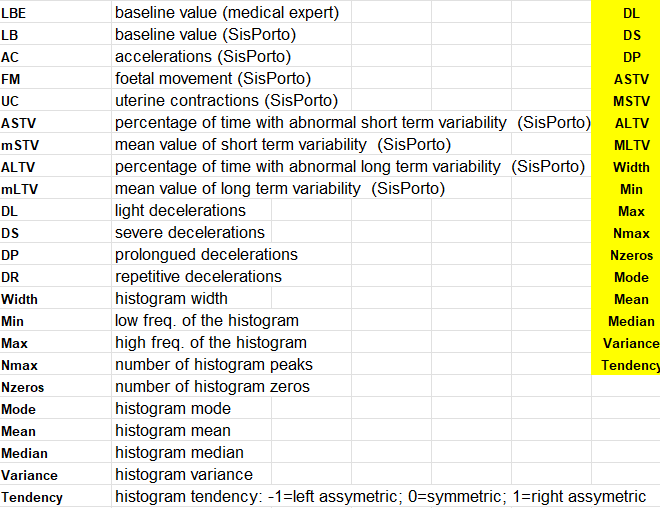 LBE baseline value (medical expert) DL
LB baseline value (SisPorto) DS
AC accelerations (SisPorto) DP
FM foetal movement (SisPorto) ASTV
UC uterine contractions (SisPorto) MSTV
ASTV percentage of time with abnormal short term variability (SisPorto) ALTV
mSTV mean value of short term variability (SisPorto) MLTV
ALTV percentage of time with abnormal long term variability (SisPorto) Width
mLTV mean value of long term variability (SisPorto) Min
DL light decelerations Max
DS severe decelerations Nmax
DP prolongued decelerations Nzeros
DR repetitive decelerations Mode
Width histogram width Mean
Min low freq. of the histogram Median
Max high freq. of the histogram Variance
Nmax number of histogram peaks Tendency
Nzeros number of histogram zeros
Mode histogram mode
Mean histogram mean
Median histogram median
Variance histogram variance
Tendency histogram tendency: -1=left assymetric; 0=symmetric; 1=right assymetric